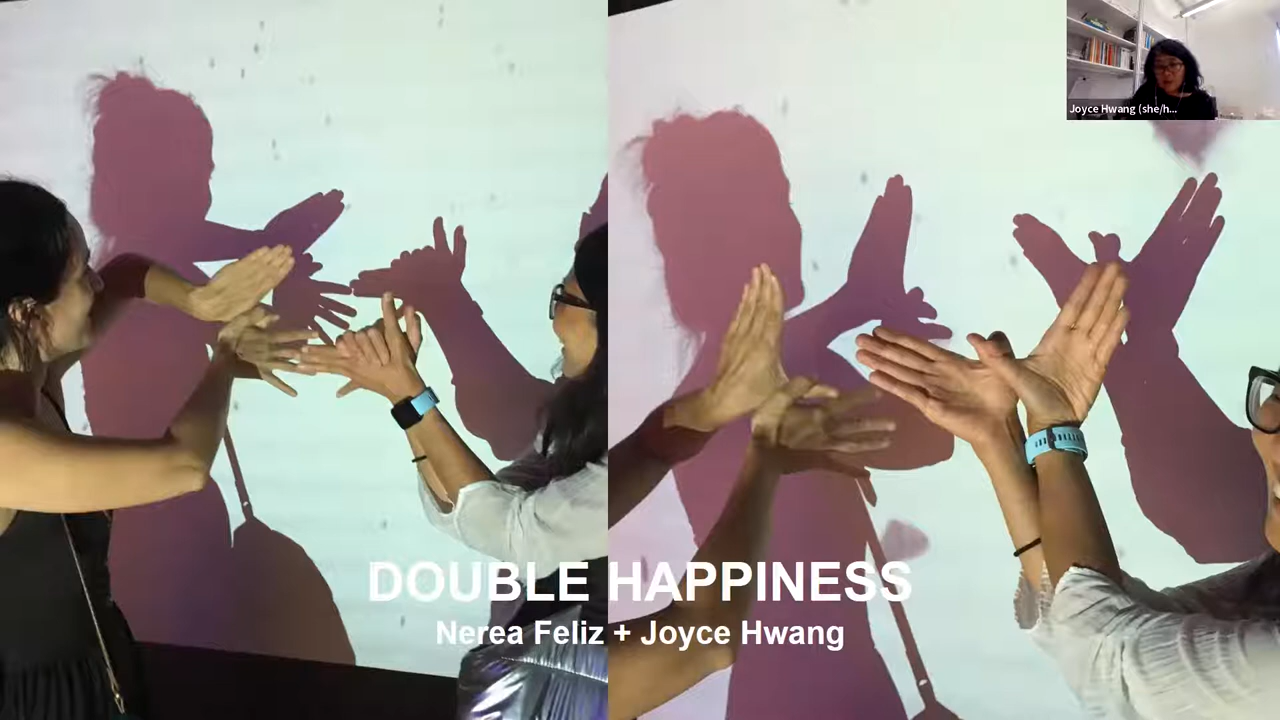 Joyce Hwang (she/h...
DOUBLE HAPPINESS
Nerea Feliz + Joyce Hwang